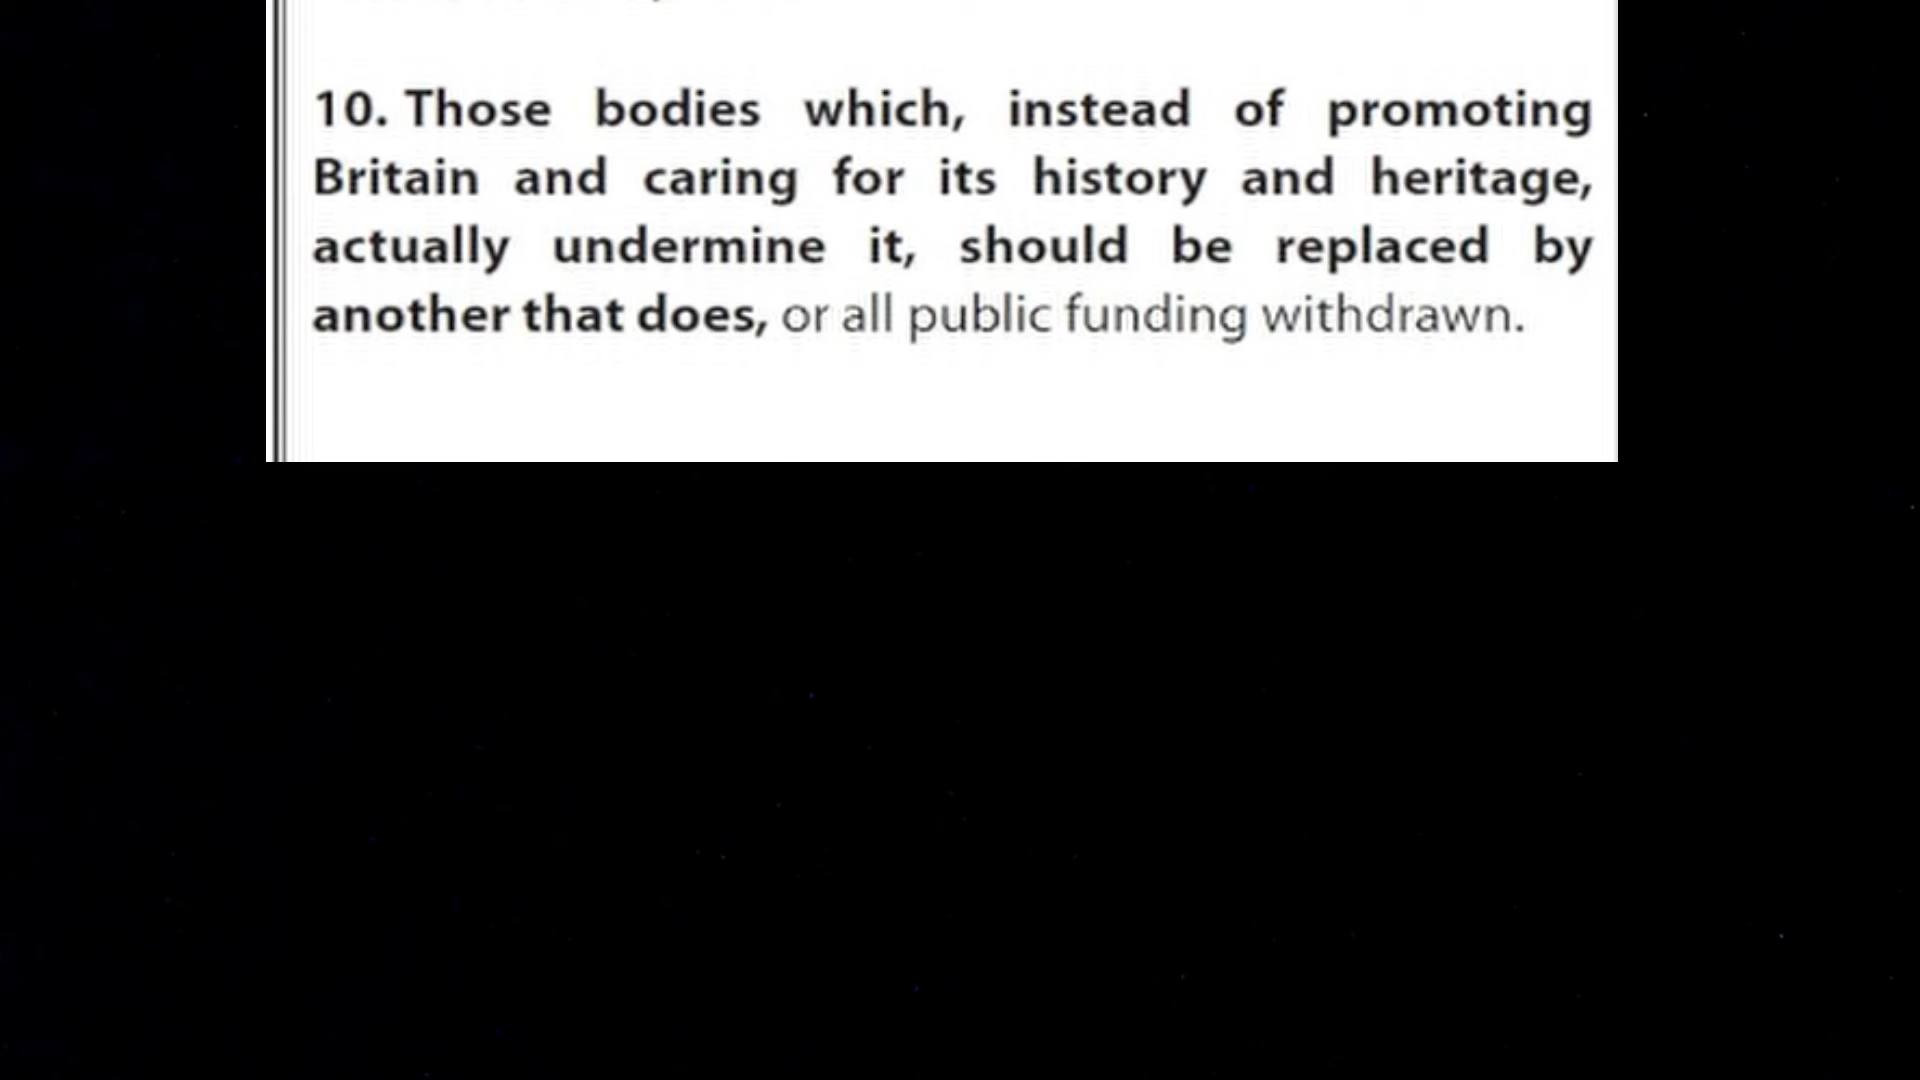 10. Those bodies which, instead of promoting
Britain and caring for its history and heritage,
actually undermine it, should be replaced by
another that does, or all public funding withdrawn.